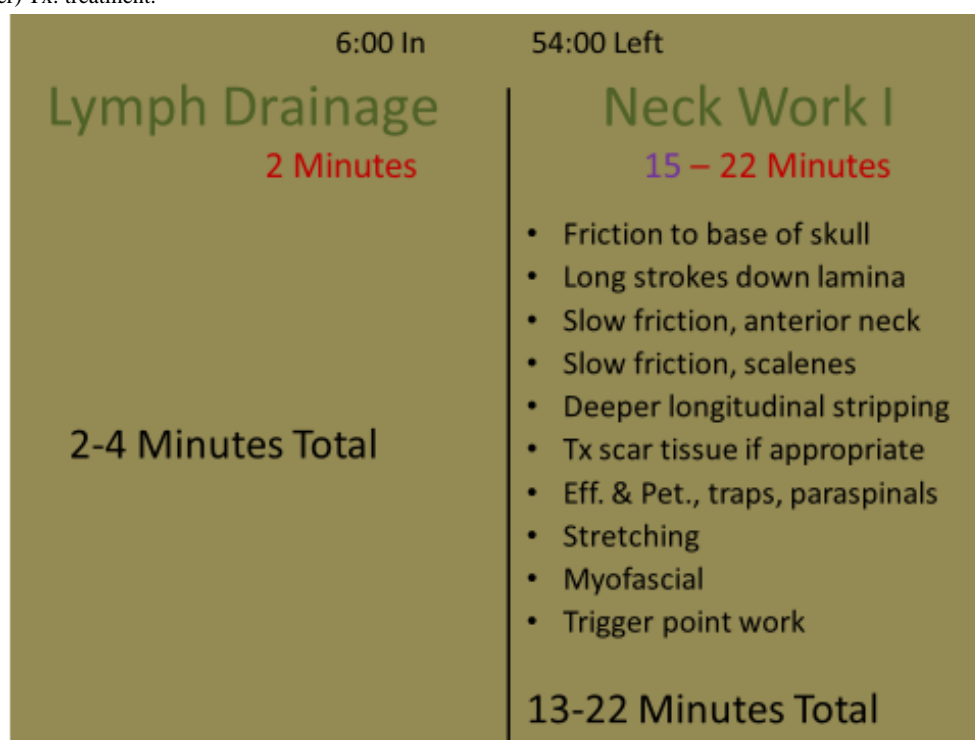 Tx. treatment.
6:00 In
54:00 Left
Lymph Drainage
2 Minutes
2-4 Minutes Total
Neck Work I
15 – 22 Minutes
• Friction to base of skull
• Long strokes down lamina
• Slow friction, anterior neck
• Slow friction, scalenes
• Deeper longitudinal stripping
• Tx scar tissue if appropriate
• Eff. & Pet., traps, paraspinals
• Stretching
• Myofascial
• Trigger point work
13-22 Minutes Total